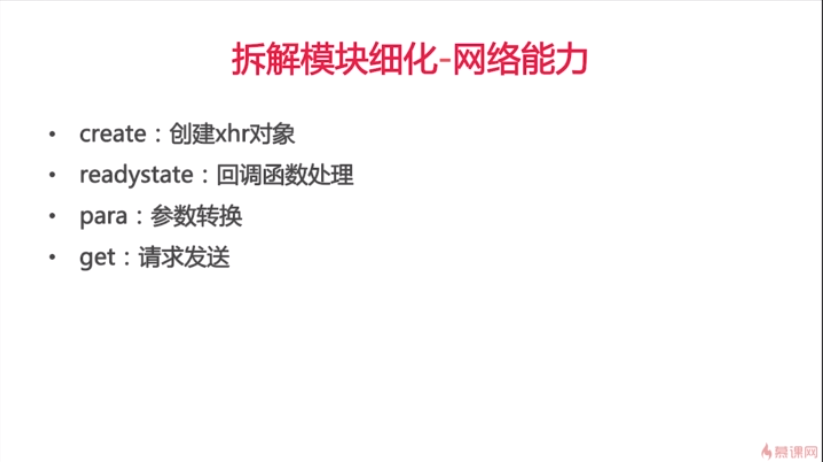 拆解模块细化-网络能力
• create：创建xhr对象
• readystate：回调函数处理
• para：参数转换
• get：请求发送
慕课网